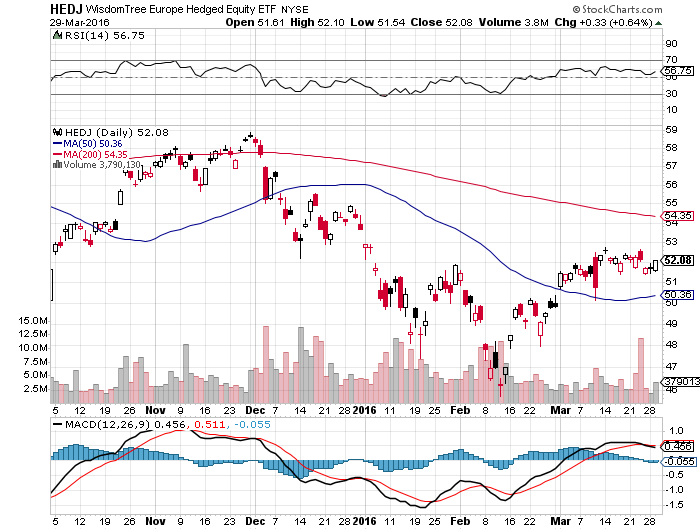 HEDJ WisdomTree Europe Hedged Equity ETF NYSE © StockCharts.com
29-Mar-2016 Open 51.61 High 52.10 Low 51.54 Close 52.08 Volume 3.8M Chg +0.33 (+0.64%)
RSI(14) 56.75
90
70
56.75
50
30
10
HEDJ (Daily) 52.08
MA(50) 50.36
MA(200) 54.35
Volume 3,790,130
59
58
57
56
55
54.35
53
52.08
51
50.36
50
49
48
47
46
3790130
15.0M
12.5M
10.0M
7.5M
5.0M
2.5M
5 12 19 26 Nov 9 16 23 Dec 7 14 21 28 2016 11 19 25 Feb 8 16 22 Mar 7 14 21 28
MACD(12,26,9) 0.456, 0.511, -0.055
1.0
0.456
-0.055
-0.5
-1.0
-1.5
5 12 19 26 Nov 9 16 23 Dec 7 14 21 28 2016 11 19 25 Feb 8 16 22 Mar 7 14 21 28